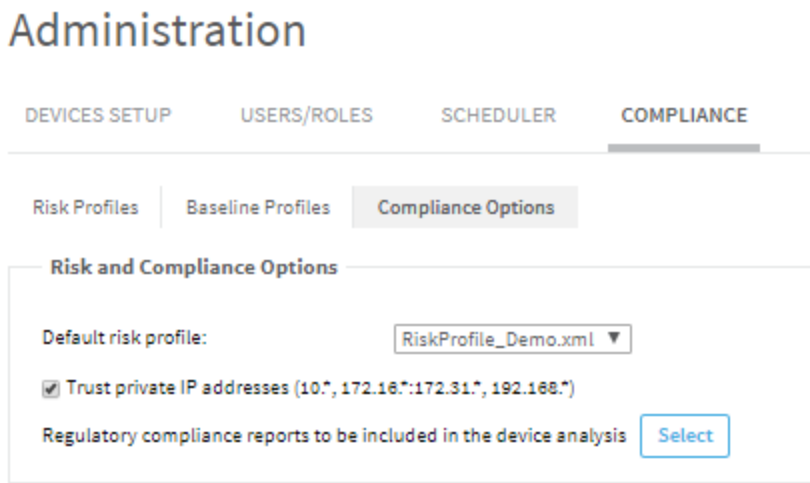 Administration
DEVICES SETUP USERS/ROLES SCHEDULER COMPLIANCE
Risk Profiles Baseline Profiles Compliance Options
Risk and Compliance Options
Default risk profile: RiskProfile_Demo.xml ▼
Trust private IP addresses (10.*, 172.16.*:172.31.*, 192.168.*)
Regulatory compliance reports to be included in the device analysis Select